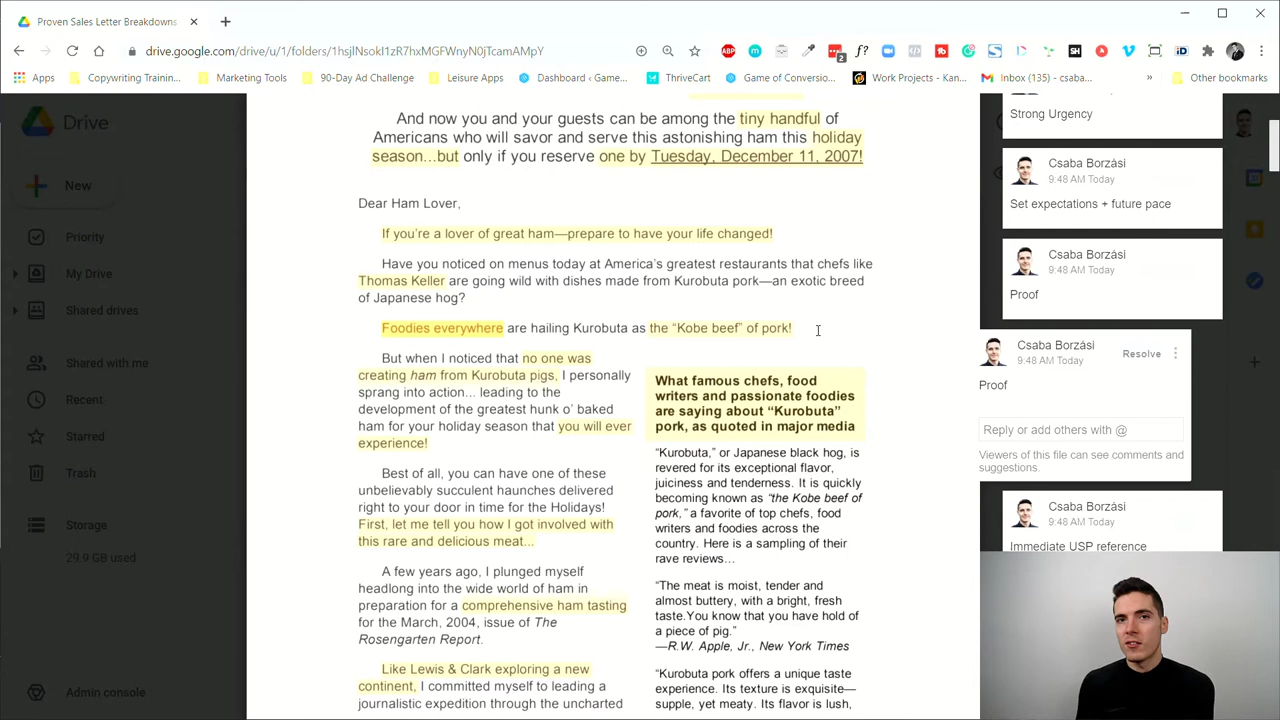 Proven Sales Letter Breakdowns
drive.google.com/drive/u/1/folders/1hsjlNsokI1zR7hxMGFWnyN0jTcamAMpY
Apps
Copywriting Trainin...
Marketing Tools
90-Day Ad Challenge
Leisure Apps
Dashboard ‹ Game...
ThriveCart
Game of Conversio...
Work Projects - Kan...
Inbox (135) - csaba...
»
Other bookmarks
Drive
New
Priority
My Drive
Shared drives
Shared with me
Recent
Starred
Trash
Storage
29.9 GB used
Admin console
And now you and your guests can be among the tiny handful of
Americans who will savor and serve this astonishing ham this holiday
season…but only if you reserve one by Tuesday, December 11, 2007!
Dear Ham Lover,
If you’re a lover of great ham—prepare to have your life changed!
Have you noticed on menus today at America’s greatest restaurants that chefs like
Thomas Keller are going wild with dishes made from Kurobuta pork—an exotic breed
of Japanese hog?
Foodies everywhere are hailing Kurobuta as the “Kobe beef” of pork!
But when I noticed that no one was
creating ham from Kurobuta pigs, I personally
sprang into action... leading to the
development of the greatest hunk o’ baked
ham for your holiday season that you will ever
experience!
Best of all, you can have one of these
unbelievably succulent haunches delivered
right to your door in time for the Holidays!
First, let me tell you how I got involved with
this rare and delicious meat...
A few years ago, I plunged myself
headlong into the wide world of ham in
preparation for a comprehensive ham tasting
for the March, 2004, issue of The
Rosengarten Report.
Like Lewis & Clark exploring a new
continent, I committed myself to leading a
journalistic expedition through the uncharted
What famous chefs, food
writers and passionate foodies
are saying about “Kurobuta”
pork, as quoted in major media
“Kurobuta,” or Japanese black hog, is
revered for its exceptional flavor,
juiciness and tenderness. It is quickly
becoming known as “the Kobe beef of
pork,” a favorite of top chefs, food
writers and foodies across the
country. Here is a sampling of their
rave reviews…
“The meat is moist, tender and
almost buttery, with a bright, fresh
taste.You know that you have hold of
a piece of pig.”
—R.W. Apple, Jr., New York Times
“Kurobuta pork offers a unique taste
experience. Its texture is exquisite—
supple, yet meaty. Its flavor is lush,
Strong Urgency
Csaba Borzási
9:48 AM Today
Set expectations + future pace
Csaba Borzási
9:48 AM Today
Proof
Csaba Borzási
9:48 AM Today
Resolve
Proof
Reply or add others with @
Viewers of this file can see comments and
suggestions.
Csaba Borzási
9:48 AM Today
Immediate USP reference